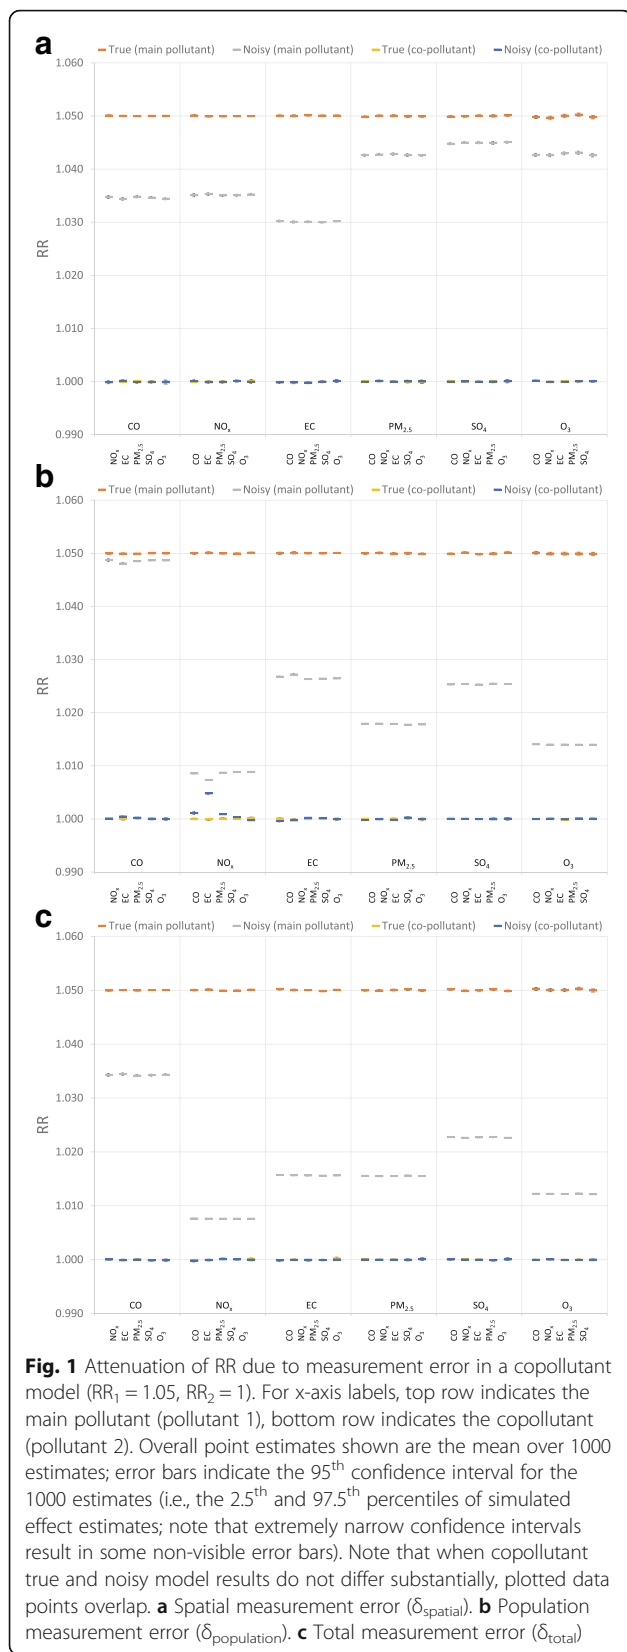 a
True (main pollutant) Noisy (main pollutant) True (co-pollutant) Noisy (co-pollutant)
1.060
1.050
1.040
1.030
1.020
1.010
1.000
0.990
RR
CO NOx EC PM2.5 SO4 O3
NOx EC PM2.5 SO4 O3 CO EC PM2.5 SO4 O3 CO NOx PM2.5 SO4 O3 CO NOx EC SO4 O3 CO NOx EC PM2.5 O3 CO NOx EC PM2.5 SO4
b
True (main pollutant) Noisy (main pollutant) True (co-pollutant) Noisy (co-pollutant)
1.060
1.050
1.040
1.030
1.020
1.010
1.000
0.990
RR
CO NOx EC PM2.5 SO4 O3
NOx EC PM2.5 SO4 O3 CO EC PM2.5 SO4 O3 CO NOx PM2.5 SO4 O3 CO NOx EC SO4 O3 CO NOx EC PM2.5 O3 CO NOx EC PM2.5 SO4
c
True (main pollutant) Noisy (main pollutant) True (co-pollutant) Noisy (co-pollutant)
1.060
1.050
1.040
1.030
1.020
1.010
1.000
0.990
RR
CO NOx EC PM2.5 SO4 O3
NOx EC PM2.5 SO4 O3 CO EC PM2.5 SO4 O3 CO NOx PM2.5 SO4 O3 CO NOx EC SO4 O3 CO NOx EC PM2.5 O3 CO NOx EC PM2.5 SO4
Fig. 1 Attenuation of RR due to measurement error in a copollutant
model (RR1 = 1.05, RR2 = 1). For x-axis labels, top row indicates the
main pollutant (pollutant 1), bottom row indicates the copollutant
(pollutant 2). Overall point estimates shown are the mean over 1000
estimates; error bars indicate the 95th confidence interval for the
1000 estimates (i.e., the 2.5th and 97.5th percentiles of simulated
effect estimates; note that extremely narrow confidence intervals
result in some non-visible error bars). Note that when copollutant
true and noisy model results do not differ substantially, plotted data
points overlap. a Spatial measurement error (δspatial). b Population
measurement error (δpopulation). c Total measurement error (δtotal)